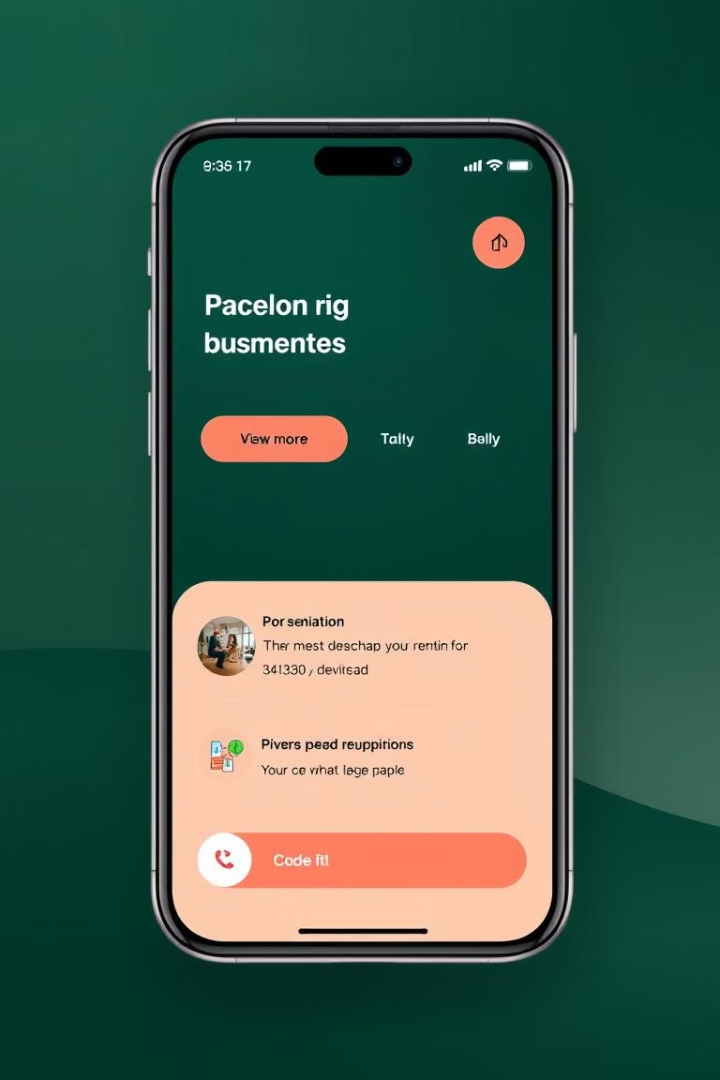 9:36 17
Pacelon rig
busmentes
View more
Talty
Belly
Por seniation
Ther mest deschap you rentin for
341330 , devitead
Pivers pead reuppitions
Your ce what lage paple
Code ftl